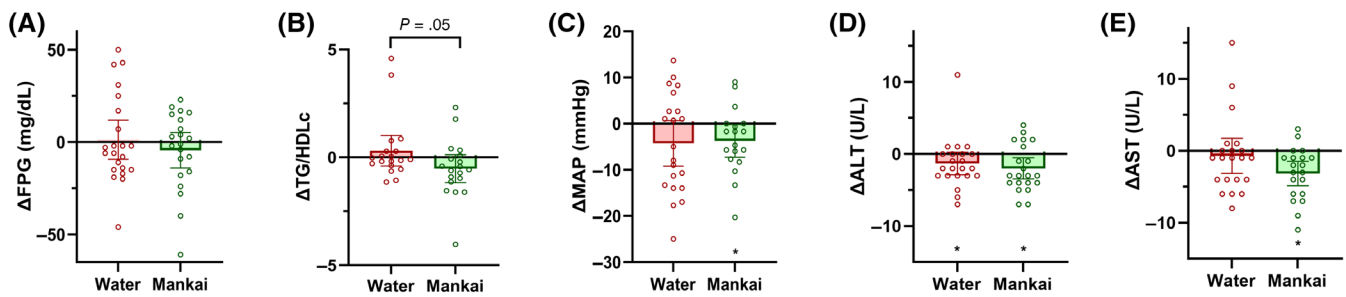 (A)
ΔFPG (mg/dL)
50
0
–50
Water Mankai
(B)
P = .05
ΔTG/HDLc
5
0
–5
Water Mankai
(C)
ΔMAP (mmHg)
20
10
0
–10
–20
–30
*
Water Mankai
(D)
ΔALT (U/L)
10
0
–10
* *
Water Mankai
(E)
ΔAST (U/L)
10
0
–10
*
Water Mankai